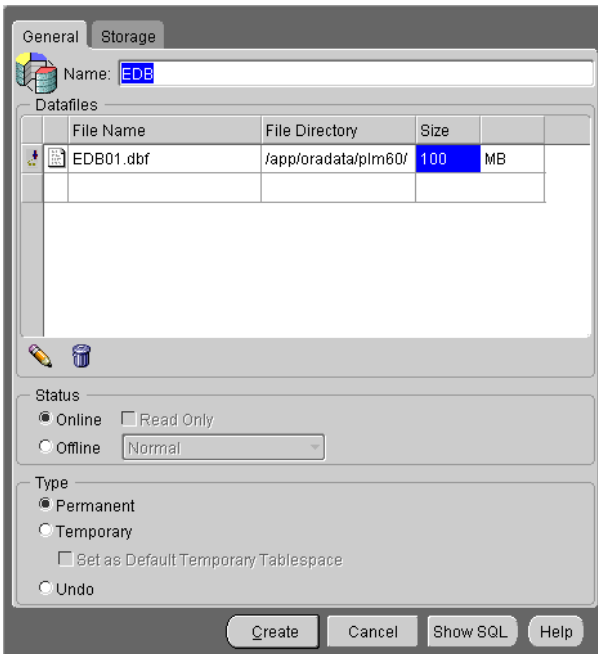 General Storage
Name: EDB
Datafiles
File Name File Directory Size
EDB01.dbf /app/oradata/plm60/ 100 MB
Status
Online Read Only
Offline Normal
Type
Permanent
Temporary
Set as Default Temporary Tablespace
Undo
Create Cancel Show SQL Help